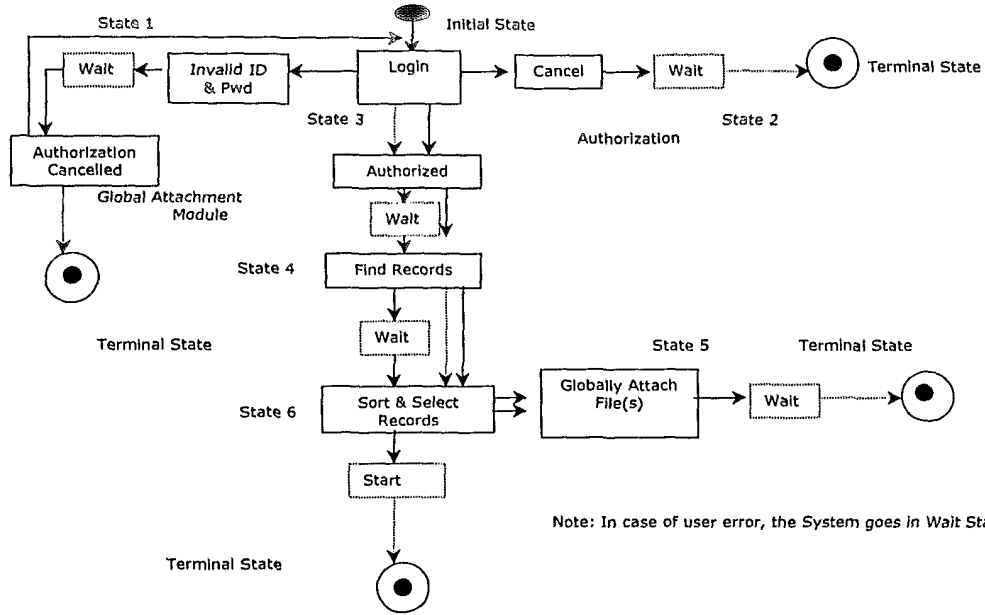 State 1
Initial State
Wait
Invalid ID
& Pwd
Login
Cancel
Wait
Terminal State
State 3
Authorization
State 2
Authorization
Cancelled
Authorized
Global Attachment
Module
Wait
State 4
Find Records
Terminal State
Wait
State 5
Terminal State
State 6
Sort & Select
Records
Globally Attach
File(s)
Wait
Start
Note: In case of user error, the System goes in Wait
Terminal State